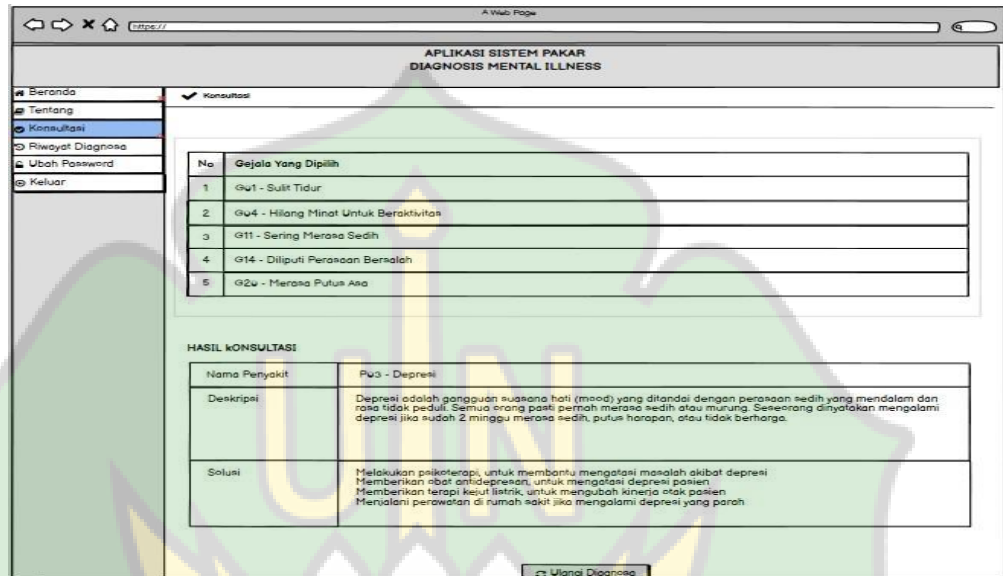 A Web Page
https://
APLIKASI SISTEM PAKAR
DIAGNOSIS MENTAL ILLNESS
Beranda
Tentang
Konsultasi
Riwayat Diagnosa
Ubah Password
Keluar
Konsultasi
No Gejala Yang Dipilih
1 G01 - Sulit Tidur
2 G04 - Hilang Minat Untuk Beraktivitas
3 G11 - Sering Merasa Sedih
4 G14 - Diliputi Perasaan Bersalah
5 G20 - Merasa Putus Asa
HASIL KONSULTASI
Nama Penyakit P03 - Depresi
Deskripsi Depresi adalah gangguan suasana hati (mood) yang ditandai dengan perasaan sedih yang mendalam dan
rasa tidak peduli. Semua orang pasti pernah merasa sedih atau murung. Seseorang dinyatakan mengalami
depresi jika sudah 2 minggu merasa sedih, putus harapan, atau tidak berharga.
Solusi Melakukan psikoterapi, untuk membantu mengatasi masalah akibat depresi
Memberikan obat antidepresan, untuk mengatasi depresi pasien
Memberikan terapi kejut listrik, untuk mengubah kinerja otak pasien
Menjalani perawatan di rumah sakit jika mengalami depresi yang parah
Ulangi Diagnosa
UIN